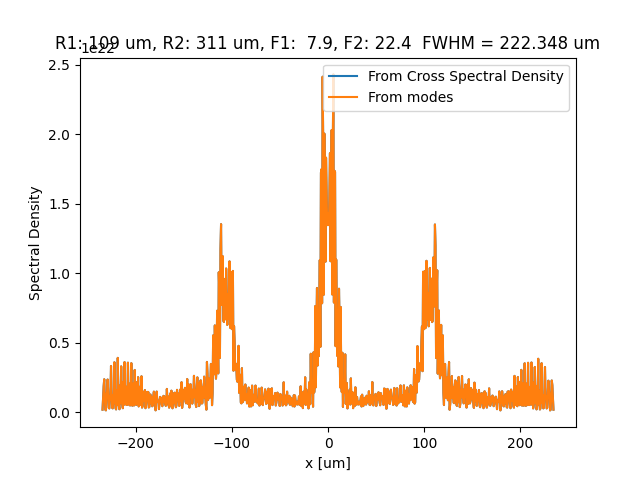 R1: 109 um, R2: 311 um, F1:  7.9, F2: 22.4  FWHM = 222.348 um
1e22
2.5
2.0
1.5
1.0
0.5
0.0
Spectral Density
From Cross Spectral Density
From modes
−200
−100
0
100
200
x [um]